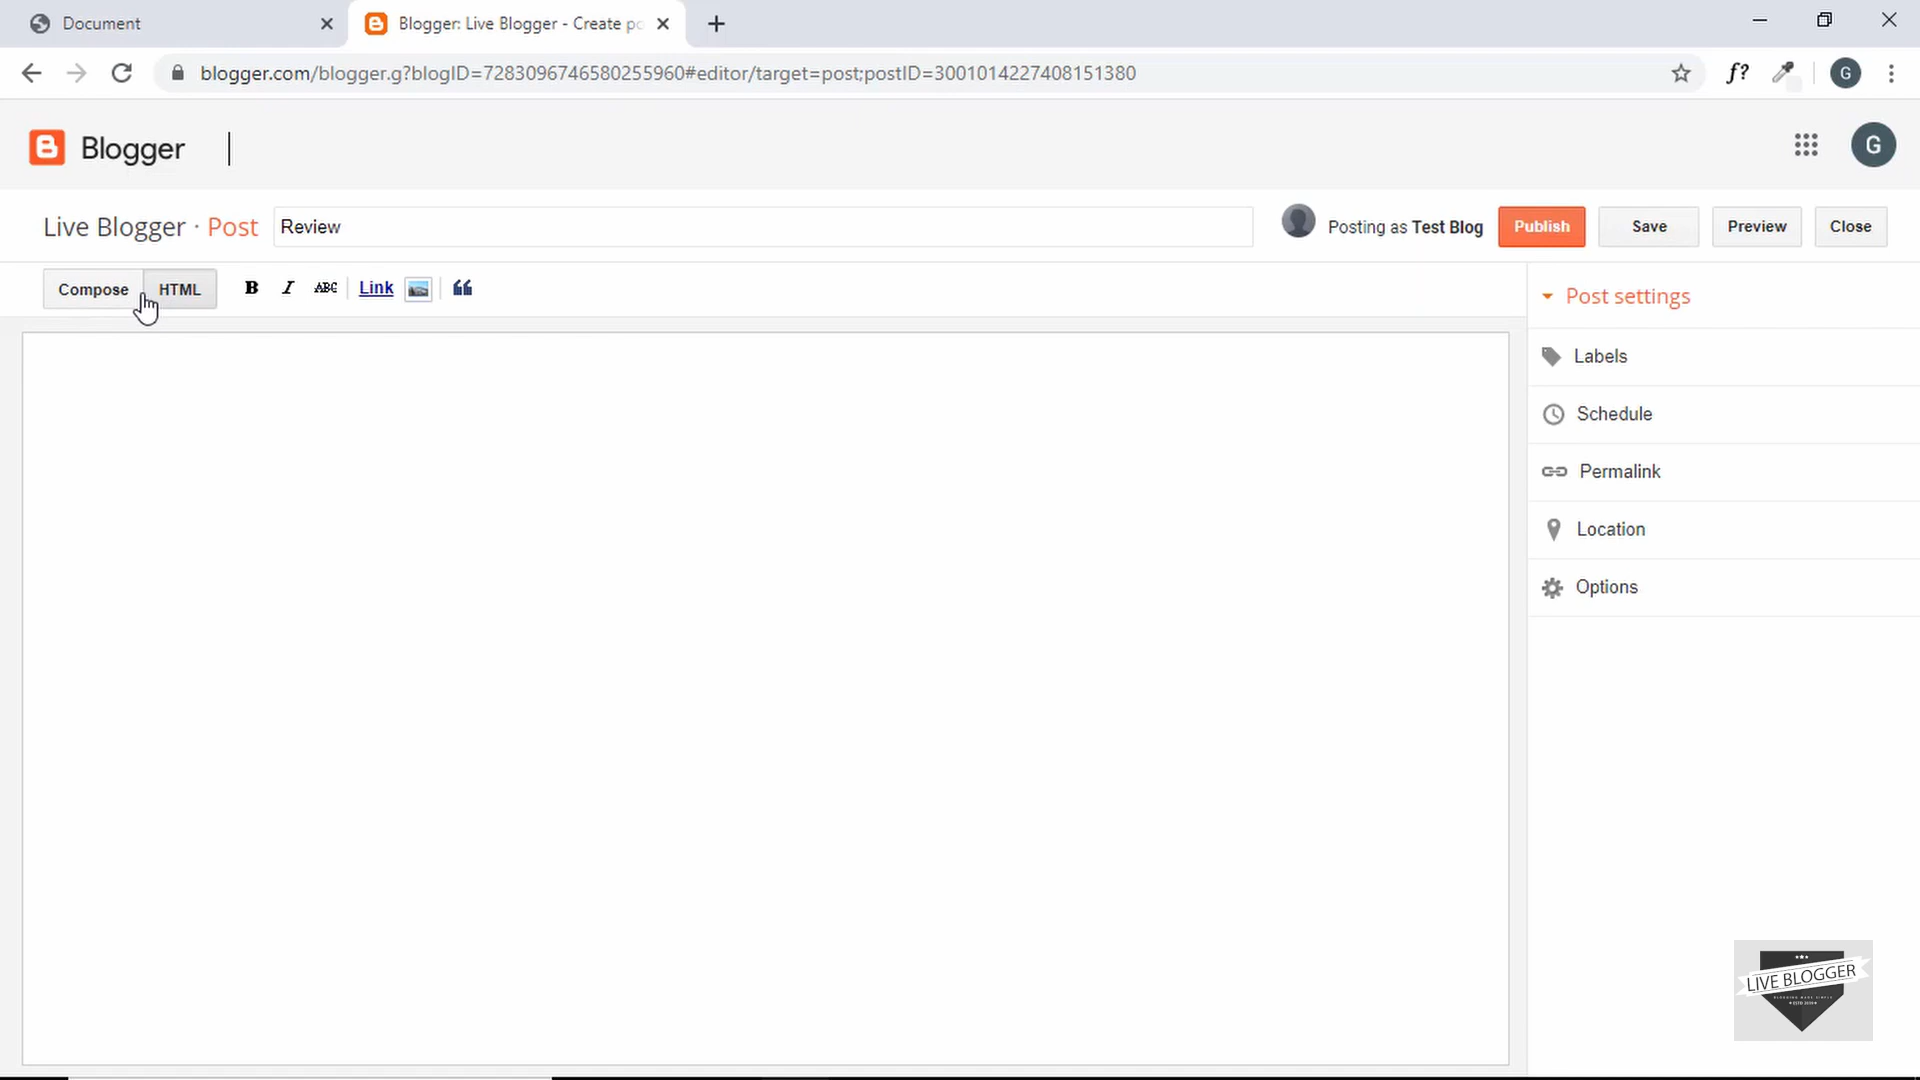 Document
Blogger: Live Blogger - Create po
blogger.com/blogger.g?blogID=7283096746580255960#editor/target=post;postID=3001014227408151380
f?
G
Blogger
G
Live Blogger · Post
Review
Posting as Test Blog
Publish
Save
Preview
Close
Compose
HTML
B
I
ABC
Link
Post settings
Labels
Schedule
Permalink
Location
Options
LIVE BLOGGER